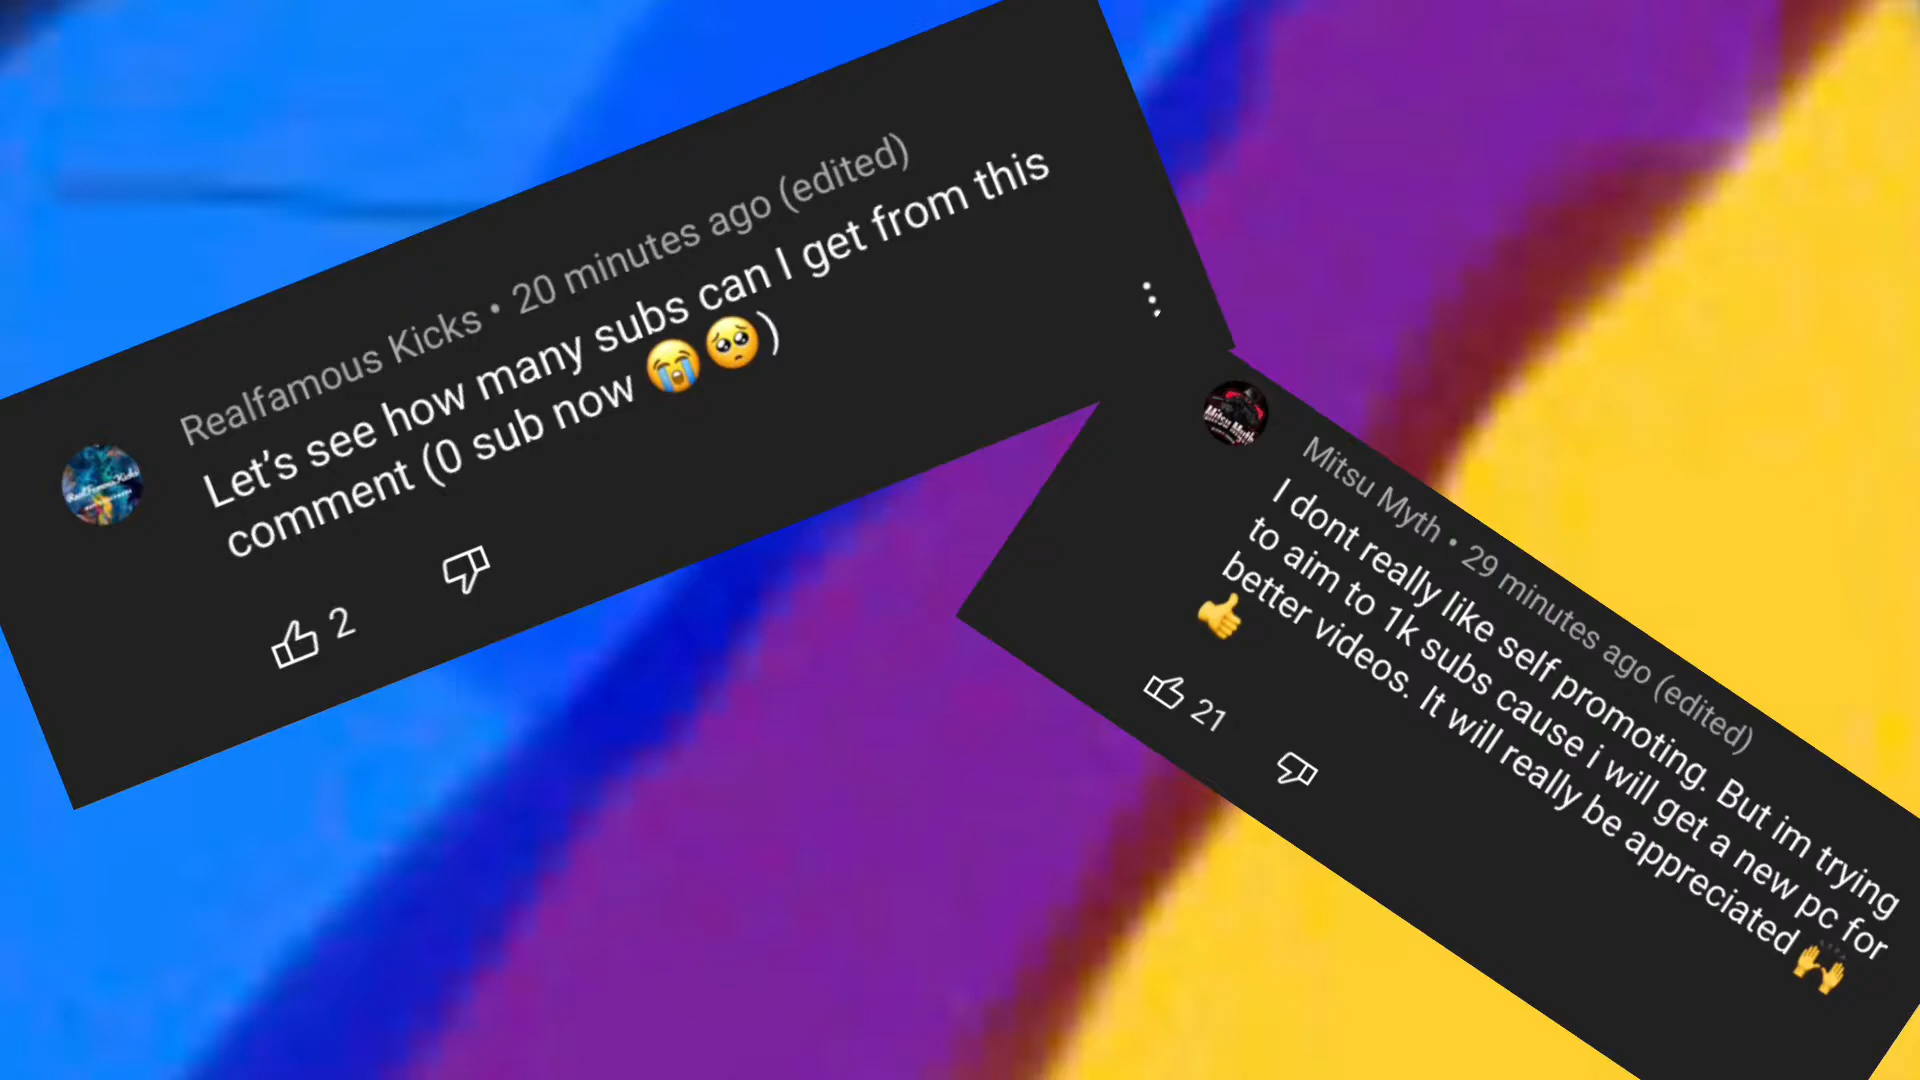 Realfamous Kicks • 20 minutes ago (edited)
Let's see how many subs can I get from this
comment (0 sub now 😭🥺)
2
Mitsu Myth • 29 minutes ago (edited)
I dont really like self promoting. But im trying
to aim to 1k subs cause i will get a new pc for
better videos. It will really be appreciated 🙌
👍
21
Mitsu Myth